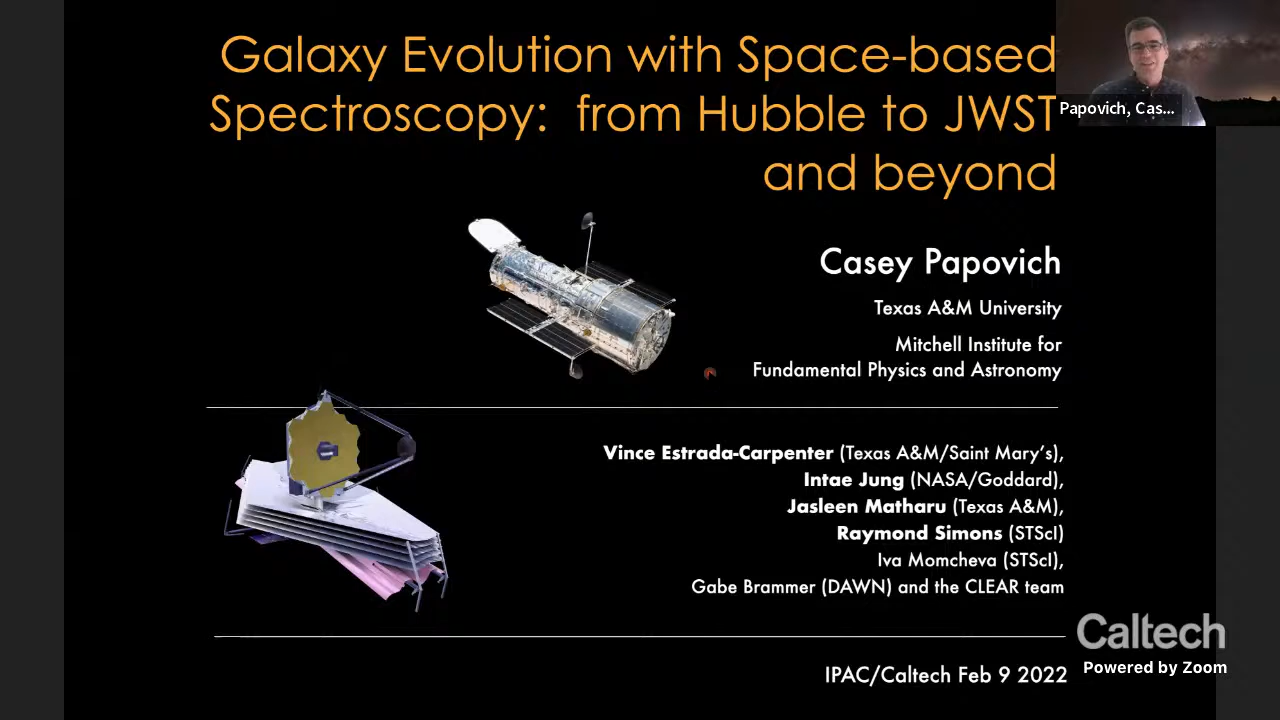 Galaxy Evolution with Space-based
Spectroscopy: from Hubble to JWST
and beyond
Papovich, Cas...
Casey Papovich
Texas A&M University
Mitchell Institute for
Fundamental Physics and Astronomy
Vince Estrada-Carpenter (Texas A&M/Saint Mary's),
Intae Jung (NASA/Goddard),
Jasleen Matharu (Texas A&M),
Raymond Simons (STScI)
Iva Momcheva (STScI),
Gabe Brammer (DAWN) and the CLEAR team
Caltech
Powered by Zoom
IPAC/Caltech Feb 9 2022